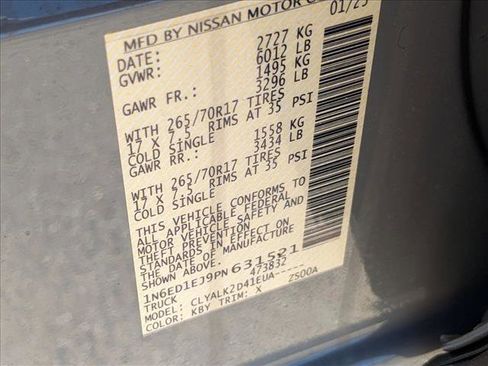 MFD BY NISSAN MOTOR
DATE: 01/23
GVWR: 2727 KG
6012 LB
GAWR FR.: 1495 KG
3296 LB
WITH 265/70R17 TIRES
17 X 7.5 RIMS AT 35 PSI
COLD SINGLE
GAWR RR.: 1558 KG
3434 LB
WITH 265/70R17 TIRES
17 X 7.5 RIMS AT 35 PSI
COLD SINGLE
THIS VEHICLE CONFORMS TO
ALL APPLICABLE FEDERAL
MOTOR VEHICLE SAFETY AND
THEFT PREVENTION
STANDARDS IN EFFECT ON
THE DATE OF MANUFACTURE
SHOWN ABOVE.
1N6ED1EJ9PN 631521
TRUCK 473832
MODEL: CLYALK2D41EUA-----
COLOR: KBY TRIM: X ZS00A